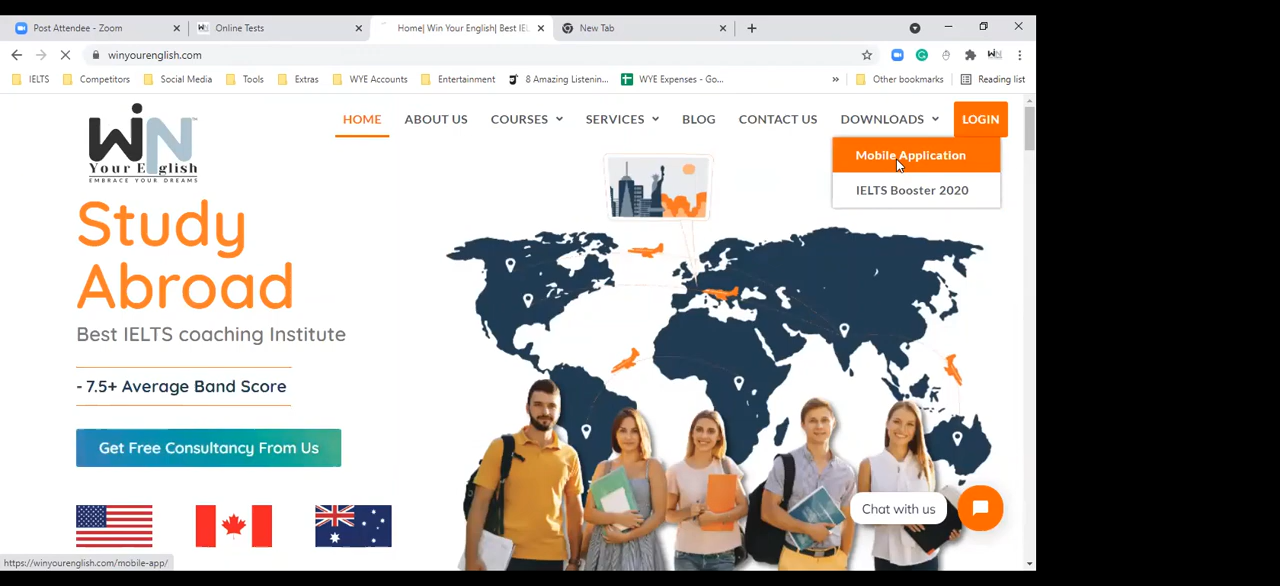 Post Attendee - Zoom
Online Tests
Home| Win Your English| Best IEL
New Tab
winyourenglish.com
IELTS
Competitors
Social Media
Tools
Extras
WYE Accounts
Entertainment
8 Amazing Listenin...
WYE Expenses - Go...
»
Other bookmarks
Reading list
WiN
Your English
EMBRACE YOUR DREAMS
HOME
ABOUT US
COURSES
SERVICES
BLOG
CONTACT US
DOWNLOADS
LOGIN
Mobile Application
IELTS Booster 2020
Study
Abroad
Best IELTS coaching Institute
- 7.5+ Average Band Score
Get Free Consultancy From Us
Chat with us
https://winyourenglish.com/mobile-app/